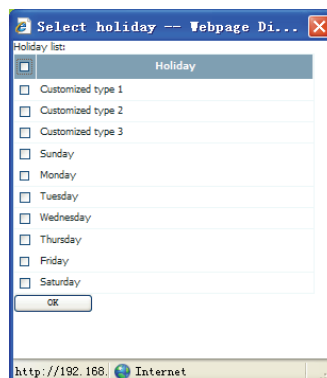 Select holiday -- Webpage Di...
Holiday list:
Holiday
Customized type 1
Customized type 2
Customized type 3
Sunday
Monday
Tuesday
Wednesday
Thursday
Friday
Saturday
OK
http://192.168. Internet